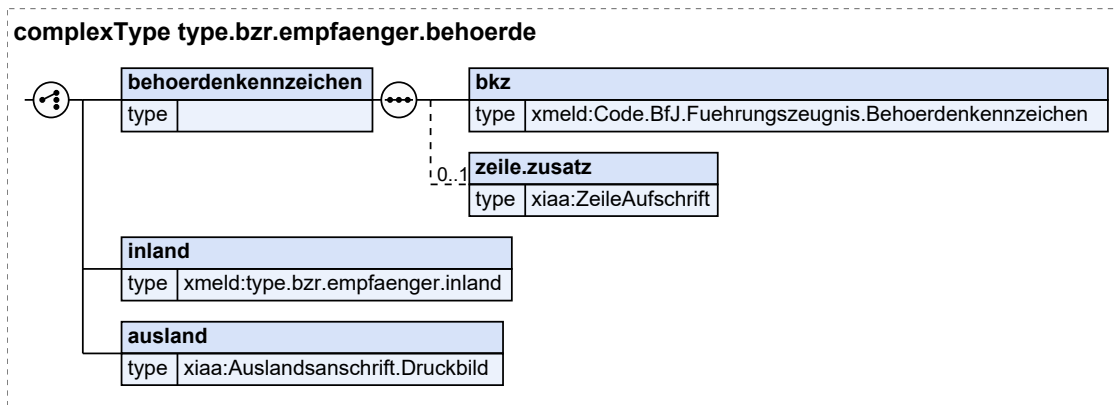 complexType type.bzr.empfaenger.behoerde
behoerdenkennzeichen
type
bkz
type xmeld:Code.BfJ.Fuehrungszeugnis.Behoerdenkennzeichen
0..1
zeile.zusatz
type xiaa:ZeileAufschrift
inland
type xmeld:type.bzr.empfaenger.inland
ausland
type xiaa:Auslandsanschrift.Druckbild